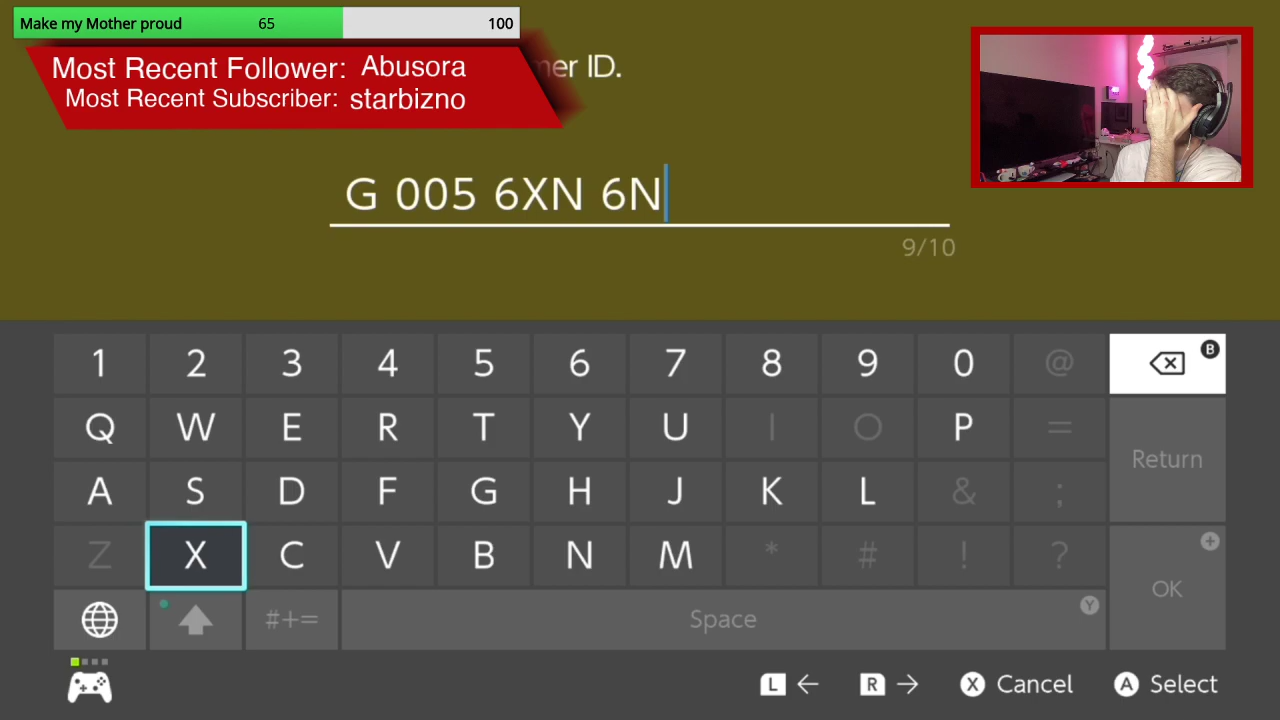 Make my Mother proud 65 100
Most Recent Follower: Abusora
Most Recent Subscriber: starbizno
ID.
G 005 6XN 6N
9/10
1 2 3 4 5 6 7 8 9 0 @ B
Q W E R T Y U I O P =
Return
A S D F G H J K L & ;
Z X C V B N M * # ! ? +
OK
#+= Space Y
L ← R → X Cancel A Select